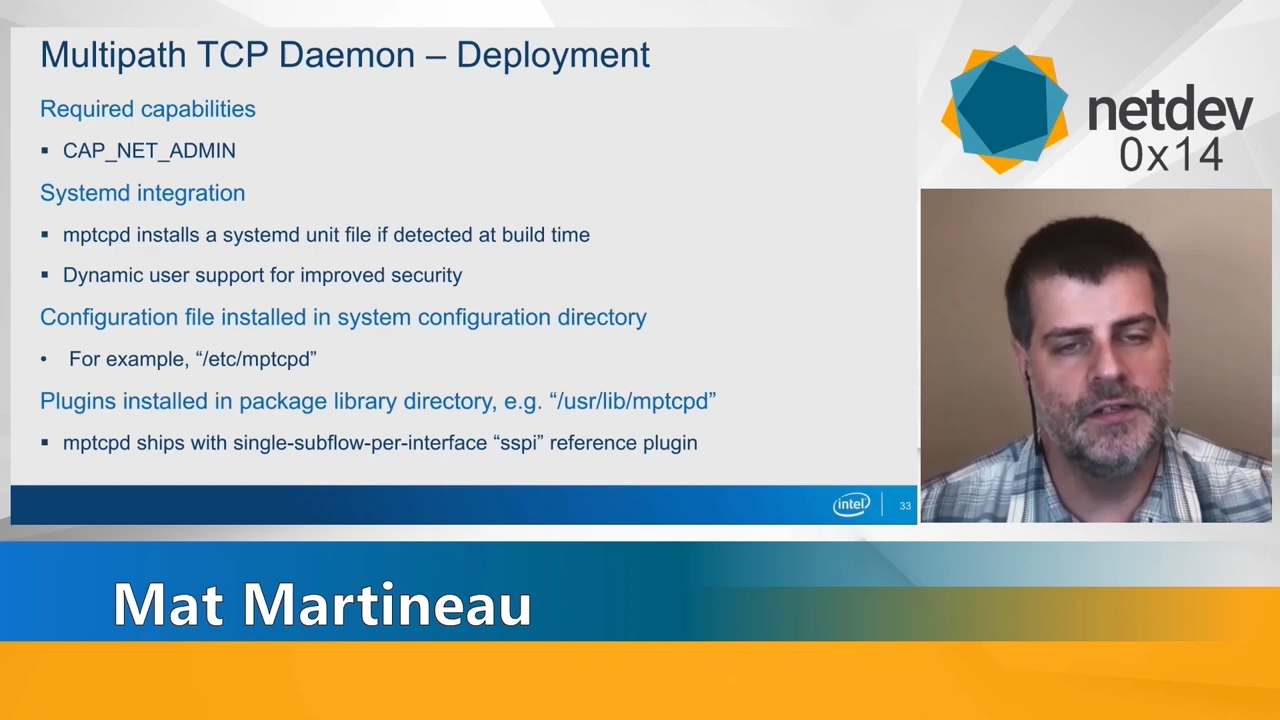 Multipath TCP Daemon – Deployment
Required capabilities
▪ CAP_NET_ADMIN
Systemd integration
▪ mptcpd installs a systemd unit file if detected at build time
▪ Dynamic user support for improved security
Configuration file installed in system configuration directory
• For example, “/etc/mptcpd”
Plugins installed in package library directory, e.g. “/usr/lib/mptcpd”
▪ mptcpd ships with single-subflow-per-interface “sspi” reference plugin
intel
33
netdev
0x14
Mat Martineau